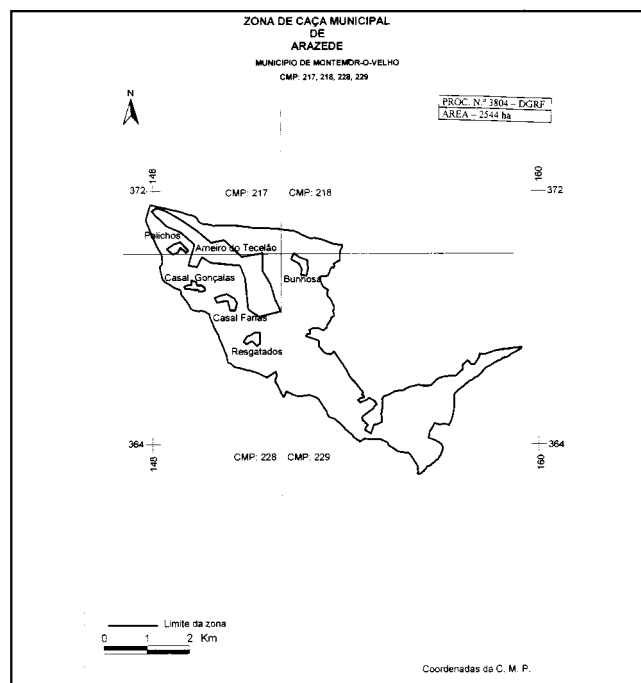 ZONA DE CAÇA MUNICIPAL
DE
ARAZEDE
MUNICIPIO DE MONTEMOR-O-VELHO
CMP: 217, 218, 228, 229
N
PROC. N.º 3804 – DGRF
AREA – 2544 ha
148
160
372
CMP: 217
CMP: 218
372
Pelichos
Ameiro do Tecelão
Casal Gonçalas
Bunhosa
Casal Farias
Resgatados
364
CMP: 228
CMP: 229
364
148
160
Limite da zona
0 1 2 Km
Coordenadas da C. M. P.